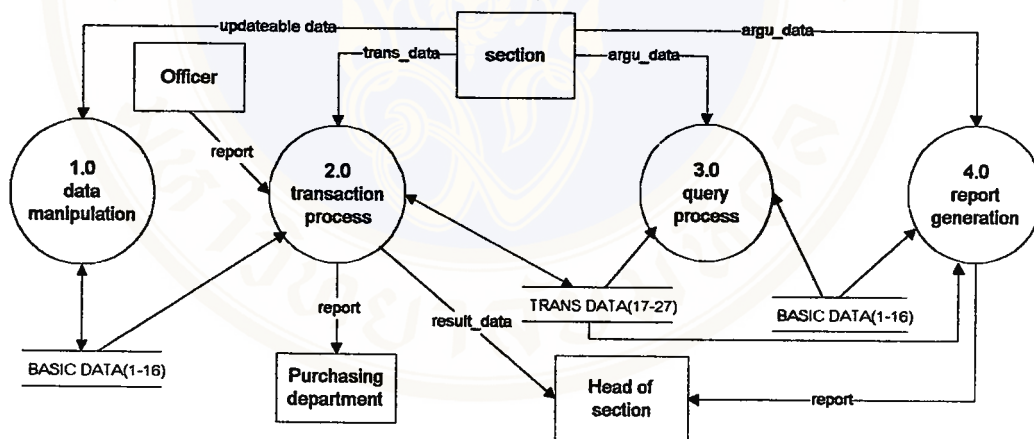 updateable data
section
argu_data
trans_data
argu_data
Officer
report
1.0
data
manipulation
2.0
transaction
process
3.0
query
process
4.0
report
generation
report
result_data
TRANS DATA(17-27)
BASIC DATA(1-16)
BASIC DATA(1-16)
Purchasing
department
Head of
section
report